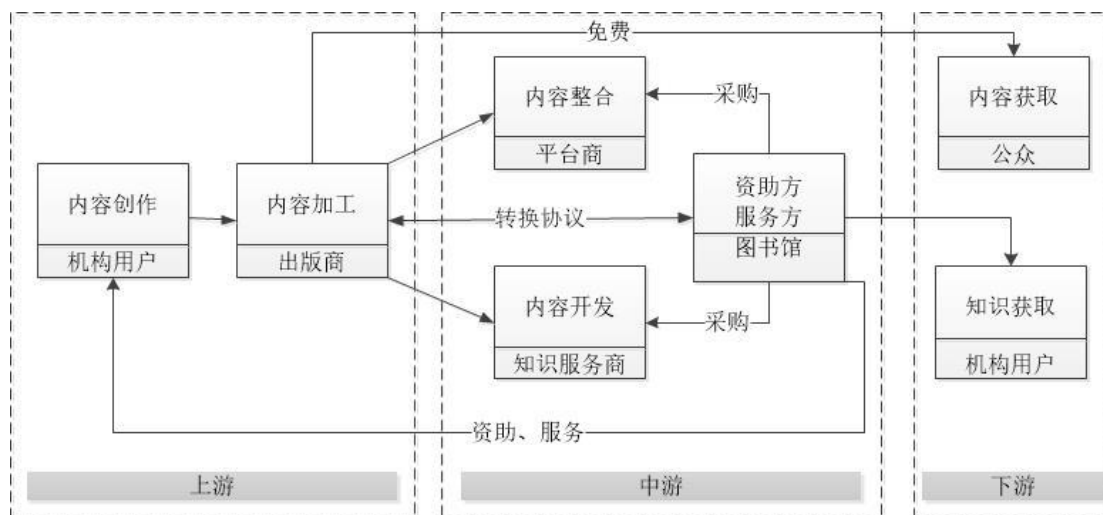 免费
内容整合
平台商
采购
内容获取
公众
内容创作
机构用户
内容加工
出版商
转换协议
资助方
服务方
图书馆
内容开发
知识服务商
采购
知识获取
机构用户
资助、服务
上游
中游
下游